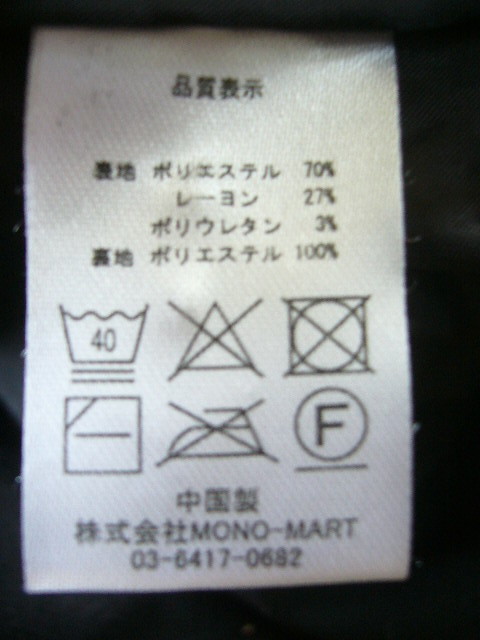 品質表示
裏地 ポリエステル 70%
レーヨン 27%
ポリウレタン 3%
裏地 ポリエステル 100%
40
F
中国製
株式会社MONO-MART
03-6417-0682